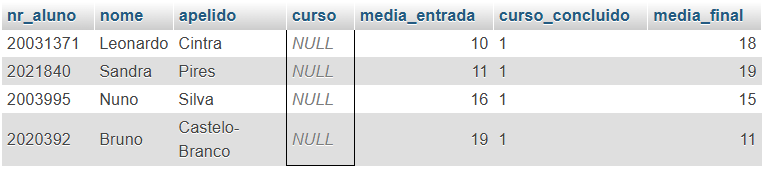 nr_aluno nome apelido curso media_entrada curso_concluido media_final
20031371 Leonardo Cintra NULL 10 1 18
2021840 Sandra Pires NULL 11 1 19
2003995 Nuno Silva NULL 16 1 15
2020392 Bruno Castelo- NULL 19 1 11
Branco